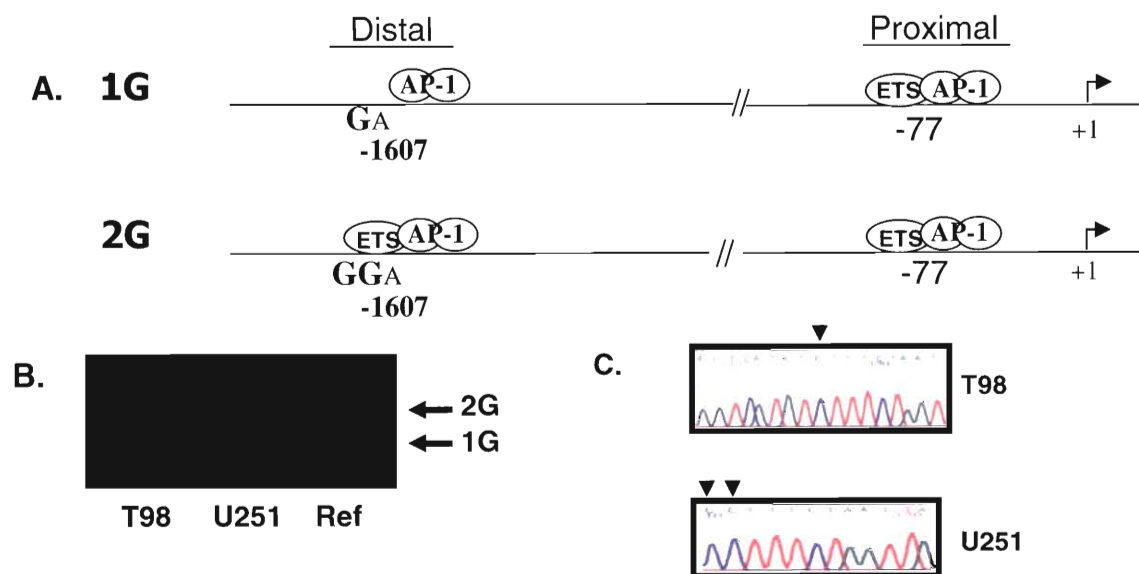 Distal Proximal
A. 1G AP-1 ETS AP-1
GA
-1607 -77 +1
2G ETS AP-1 ETS AP-1
GGA
-1607 -77 +1
B. 2G
1G
T98 U251 Ref
C. T98
U251